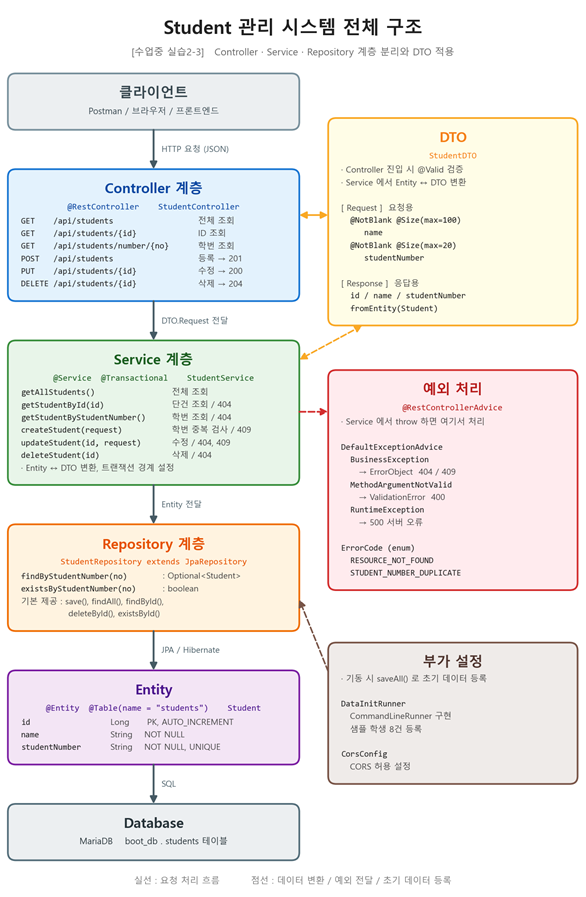 Student 관리 시스템 전체 구조
[수업중 실습2-3] Controller · Service · Repository 계층 분리와 DTO 적용
클라이언트
Postman / 브라우저 / 프론트엔드
HTTP 요청 (JSON)
Controller 계층
@RestController StudentController
GET /api/students 전체 조회
GET /api/students/{id} ID 조회
GET /api/students/number/{no} 학번 조회
POST /api/students 등록 → 201
PUT /api/students/{id} 수정 → 200
DELETE /api/students/{id} 삭제 → 204
DTO.Request 전달
Service 계층
@Service @Transactional StudentService
getAllStudents() 전체 조회
getStudentById(id) 단건 조회 / 404
getStudentByStudentNumber() 학번 조회 / 404
createStudent(request) 학번 중복 검사 / 409
updateStudent(id, request) 수정 / 404, 409
deleteStudent(id) 삭제 / 404
· Entity ↔ DTO 변환, 트랜잭션 경계 설정
Entity 전달
Repository 계층
StudentRepository extends JpaRepository
findByStudentNumber(no) : Optional<Student>
existsByStudentNumber(no) : boolean
기본 제공 : save(), findAll(), findById(),
deleteById(), existsById()
JPA / Hibernate
Entity
@Entity @Table(name = "students") Student
id Long PK, AUTO_INCREMENT
name String NOT NULL
studentNumber String NOT NULL, UNIQUE
SQL
Database
MariaDB boot_db . students 테이블
DTO
StudentDTO
· Controller 진입 시 @Valid 검증
· Service 에서 Entity ↔ DTO 변환
[ Request ] 요청용
@NotBlank @Size(max=100)
name
@NotBlank @Size(max=20)
studentNumber
[ Response ] 응답용
id / name / studentNumber
fromEntity(Student)
예외 처리
@RestControllerAdvice
· Service 에서 throw 하면 여기서 처리
DefaultExceptionAdvice
BusinessException
→ ErrorObject 404 / 409
MethodArgumentNotValid
→ ValidationError 400
RuntimeException
→ 500 서버 오류
ErrorCode (enum)
RESOURCE_NOT_FOUND
STUDENT_NUMBER_DUPLICATE
부가 설정
· 기동 시 saveAll() 로 초기 데이터 등록
DataInitRunner
CommandLineRunner 구현
샘플 학생 8건 등록
CorsConfig
CORS 허용 설정
실선 : 요청 처리 흐름 점선 : 데이터 변환 / 예외 전달 / 초기 데이터 등록